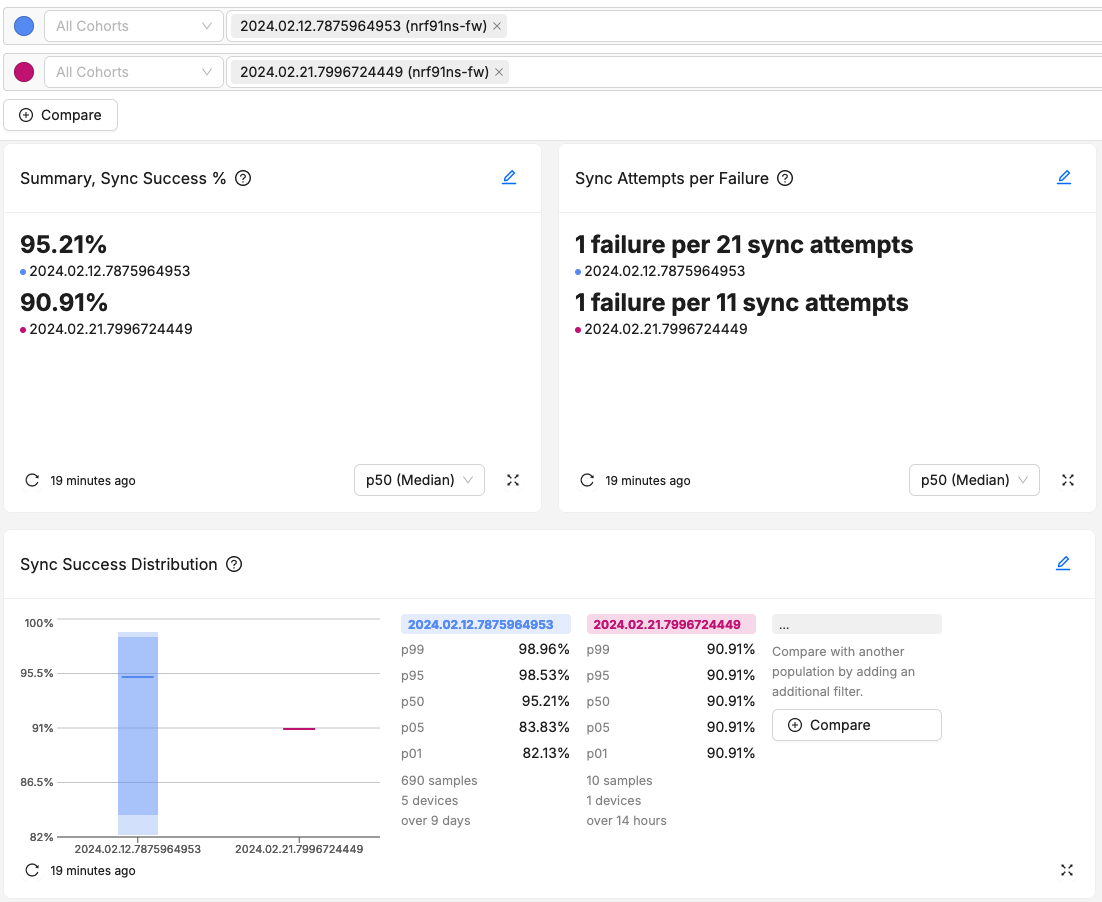 All Cohorts 2024.02.12.7875964953 (nrf91ns-fw)
All Cohorts 2024.02.21.7996724449 (nrf91ns-fw)
Compare
Summary, Sync Success %
95.21%
2024.02.12.7875964953
90.91%
2024.02.21.7996724449
19 minutes ago p50 (Median)
Sync Attempts per Failure
1 failure per 21 sync attempts
2024.02.12.7875964953
1 failure per 11 sync attempts
2024.02.21.7996724449
19 minutes ago p50 (Median)
Sync Success Distribution
100%
95.5%
91%
86.5%
82%
2024.02.12.7875964953 2024.02.21.7996724449
2024.02.12.7875964953
p99 98.96%
p95 98.53%
p50 95.21%
p05 83.83%
p01 82.13%
690 samples
5 devices
over 9 days
2024.02.21.7996724449
p99 90.91%
p95 90.91%
p50 90.91%
p05 90.91%
p01 90.91%
10 samples
1 devices
over 14 hours
...
Compare with another
population by adding an
additional filter.
Compare
19 minutes ago